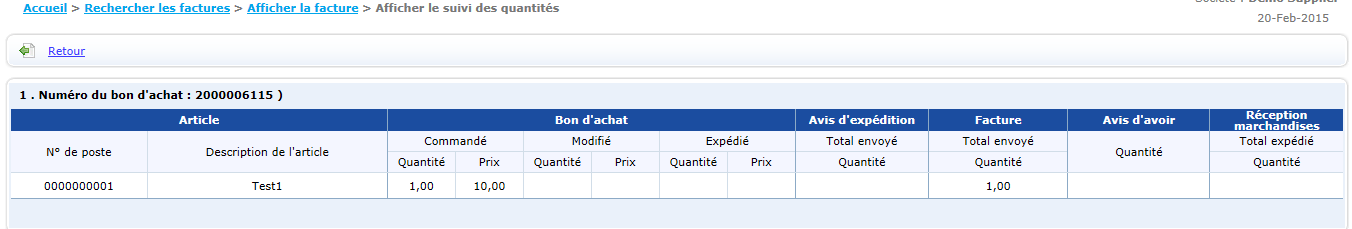 Accueil > Rechercher les factures > Afficher la facture > Afficher le suivi des quantités
20-Feb-2015
Retour
1 . Numéro du bon d'achat : 2000006115 )
Article Bon d'achat Avis d'expédition Facture Avis d'avoir Réception marchandises
N° de poste Description de l'article Commandé Modifié Expédié Total envoyé Total envoyé Quantité Total expédié
Quantité Prix Quantité Prix Quantité Prix Quantité Quantité Quantité
0000000001 Test1 1,00 10,00 1,00